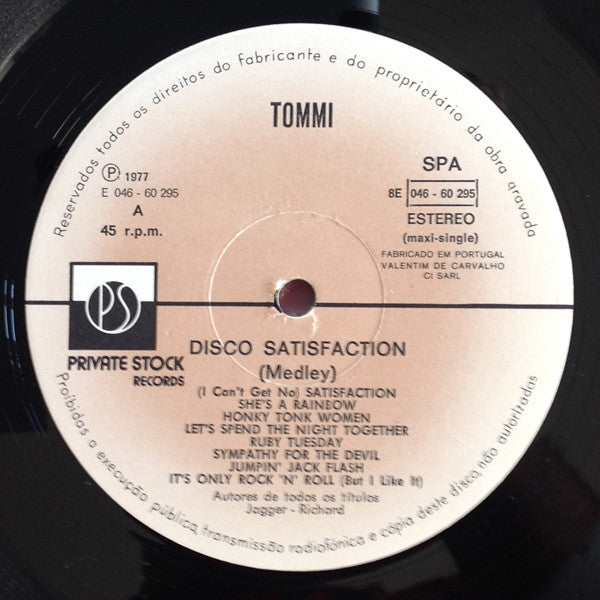 Reservados todos os direitos do Fabricante e do proprietário da obra gravada
TOMMI
Ⓟ 1977
E 046 - 60 295
A
45 r.p.m.
SPA
8E 046 - 60 295
ESTEREO
(maxi-single)
FABRICADO EM PORTUGAL
VALENTIM DE CARVALHO
CI SARL
PS
PRIVATE STOCK
RECORDS
DISCO SATISFACTION
(Medley)
(I Can't Get No) SATISFACTION
SHE'S A RAINBOW
HONKY TONK WOMEN
LET'S SPEND THE NIGHT TOGETHER
RUBY TUESDAY
SYMPATHY FOR THE DEVIL
JUMPIN' JACK FLASH
IT'S ONLY ROCK 'N' ROLL (But I Like It)
Autores de todos os títulos
Jagger - Richard
Proíbidas a execução pública, transmissão radiofónica e cópia deste disco, não autorizadas